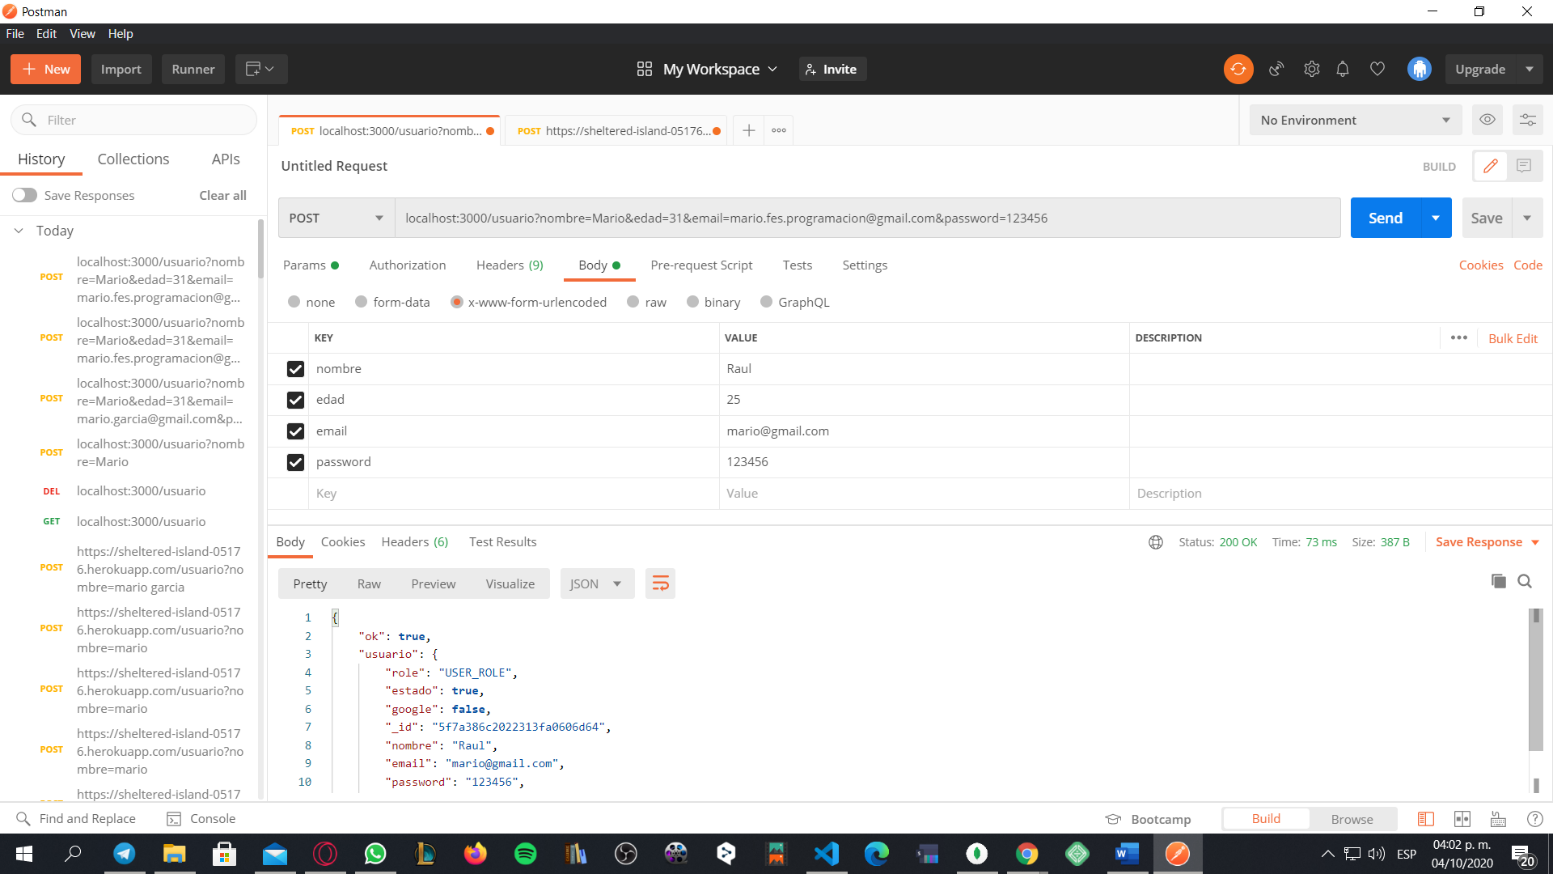 Postman
File Edit View Help
New Import Runner My Workspace Invite Upgrade
Filter
History Collections APIs
Save Responses Clear all
Today
POST localhost:3000/usuario?nomb
re=Mario&edad=31&email=
mario.fes.programacion@g...
POST localhost:3000/usuario?nomb
re=Mario&edad=31&email=
mario.fes.programacion@g...
POST localhost:3000/usuario?nomb
re=Mario&edad=31&email=
mario.garcia@gmail.com&p...
POST localhost:3000/usuario?nomb
re=Mario
DEL localhost:3000/usuario
GET localhost:3000/usuario
POST https://sheltered-island-0517
6.herokuapp.com/usuario?no
mbre=mario garcia
POST https://sheltered-island-0517
6.herokuapp.com/usuario?no
mbre=mario
POST https://sheltered-island-0517
6.herokuapp.com/usuario?no
mbre=mario
POST https://sheltered-island-0517
6.herokuapp.com/usuario?no
mbre=mario
https://sheltered-island-0517
POST localhost:3000/usuario?nomb... POST https://sheltered-island-05176... No Environment
Untitled Request BUILD
POST localhost:3000/usuario?nombre=Mario&edad=31&email=mario.fes.programacion@gmail.com&password=123456 Send Save
Params Authorization Headers (9) Body Pre-request Script Tests Settings Cookies Code
none form-data x-www-form-urlencoded raw binary GraphQL
KEY VALUE DESCRIPTION Bulk Edit
nombre Raul
edad 25
email mario@gmail.com
password 123456
Key Value Description
Body Cookies Headers (6) Test Results Status: 200 OK Time: 73 ms Size: 387 B Save Response
Pretty Raw Preview Visualize JSON
1 {
2 "ok": true,
3 "usuario": {
4 "role": "USER_ROLE",
5 "estado": true,
6 "google": false,
7 "_id": "5f7a386c2022313fa0606d64",
8 "nombre": "Raul",
9 "email": "mario@gmail.com",
10 "password": "123456",
Find and Replace Console Bootcamp Build Browse
ESP 04:02 p. m.
04/10/2020 20